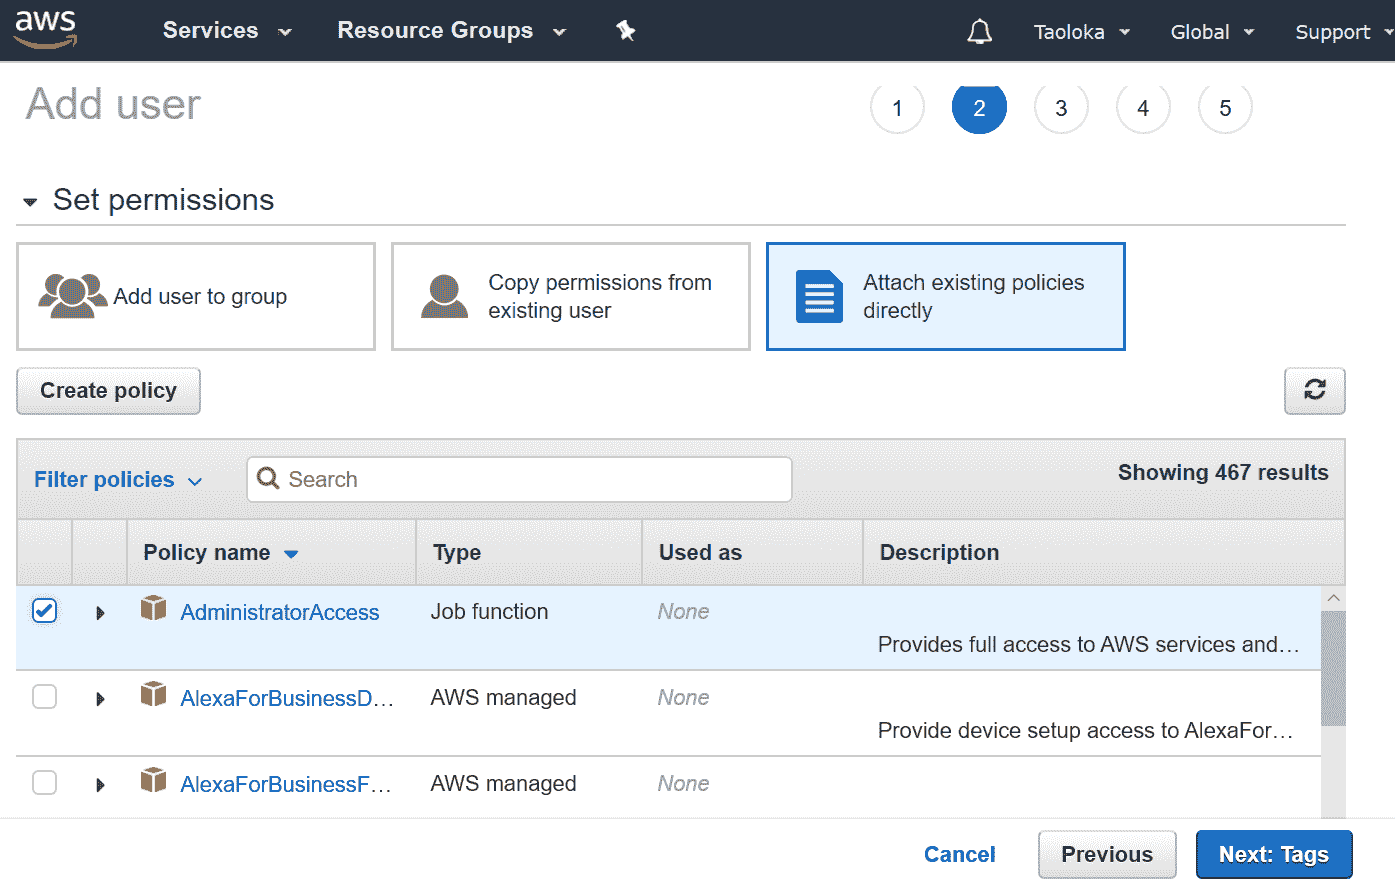 aws Services Resource Groups Taoloka Global Support
Add user 1 2 3 4 5
Set permissions
Add user to group
Copy permissions from
existing user
Attach existing policies
directly
Create policy
Filter policies Search Showing 467 results
Policy name Type Used as Description
AdministratorAccess Job function None
Provides full access to AWS services and...
AlexaForBusinessD... AWS managed None
Provide device setup access to AlexaFor...
AlexaForBusinessF... AWS managed None
Cancel Previous Next: Tags